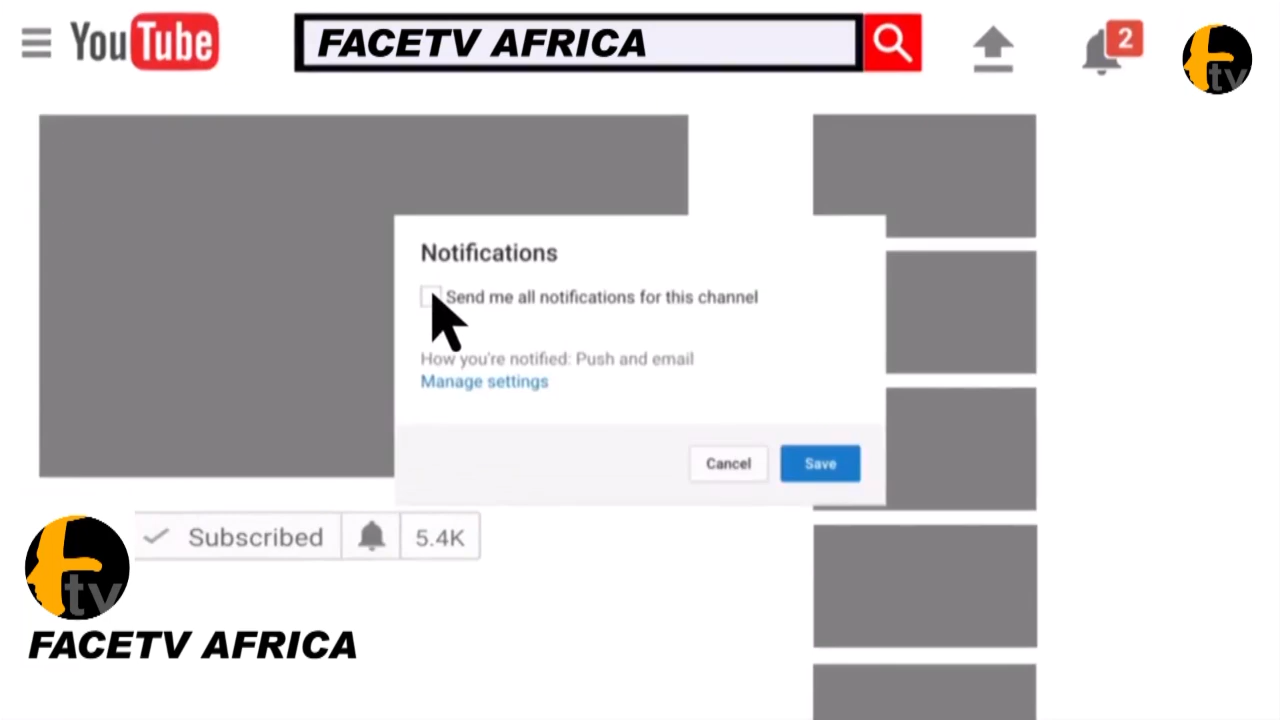 YouTube
FACETV AFRICA
2
tv
Notifications
Send me all notifications for this channel
How you're notified: Push and email
Manage settings
Cancel
Save
Subscribed
5.4K
tv
FACETV AFRICA